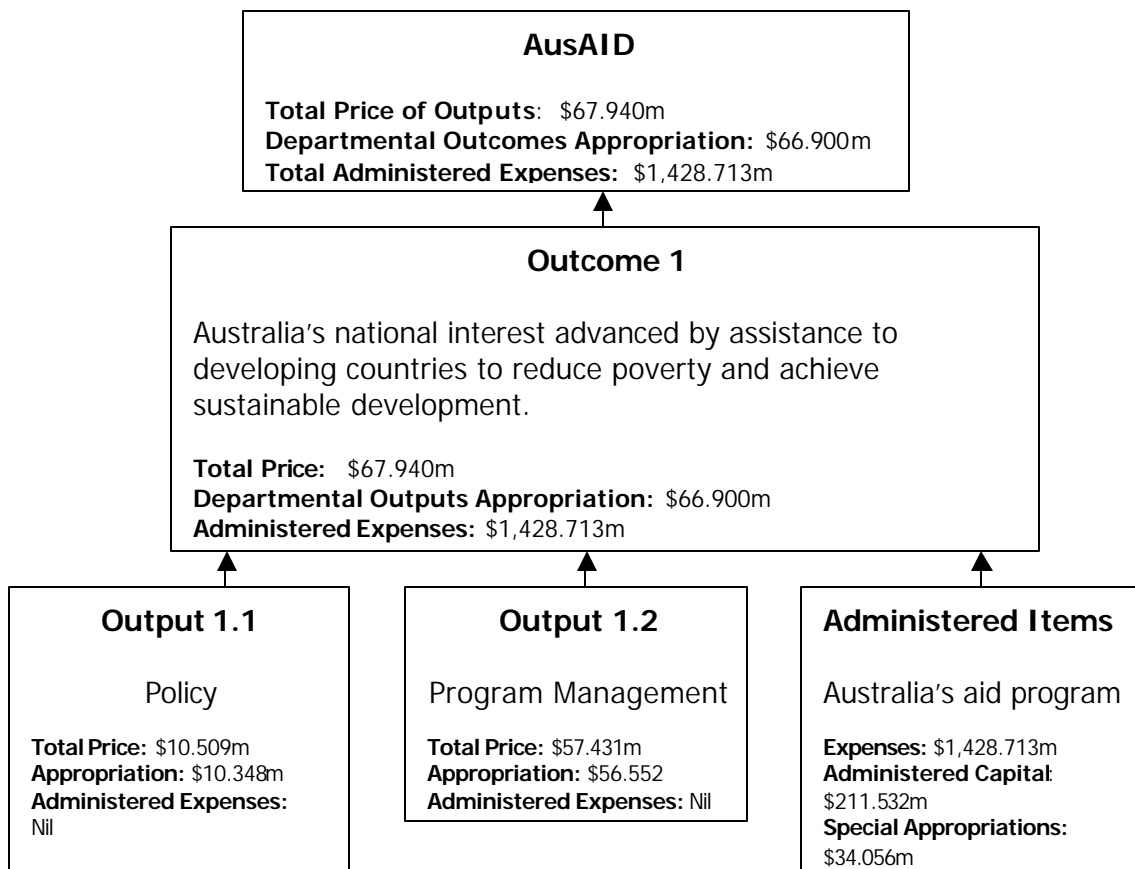 AusAID
Total Price of Outputs: $67.940m
Departmental Outcomes Appropriation: $66.900m
Total Administered Expenses: $1,428.713m
Outcome 1
Australia's national interest advanced by assistance to
developing countries to reduce poverty and achieve
sustainable development.
Total Price: $67.940m
Departmental Outputs Appropriation: $66.900m
Administered Expenses: $1,428.713m
Output 1.1
Policy
Total Price: $10.509m
Appropriation: $10.348m
Administered Expenses:
Nil
Output 1.2
Program Management
Total Price: $57.431m
Appropriation: $56.552
Administered Expenses: Nil
Administered Items
Australia's aid program
Expenses: $1,428.713m
Administered Capital:
$211.532m
Special Appropriations:
$34.056m